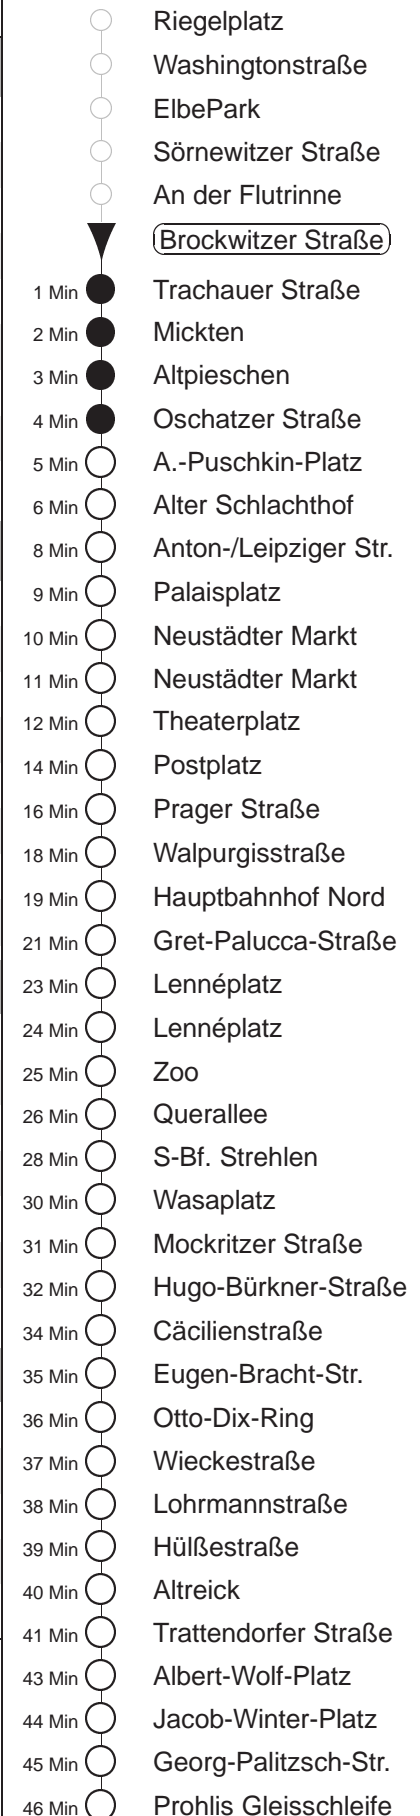 Riegelplatz
Washingtonstraße
ElbePark
Sörnewitzer Straße
An der Flutrinne
Brockwitzer Straße
1 Min Trachauer Straße
2 Min Mickten
3 Min Altpieschen
4 Min Oschatzer Straße
5 Min A.-Puschkin-Platz
6 Min Alter Schlachthof
8 Min Anton-/Leipziger Str.
9 Min Palaisplatz
10 Min Neustädter Markt
11 Min Neustädter Markt
12 Min Theaterplatz
14 Min Postplatz
16 Min Prager Straße
18 Min Walpurgisstraße
19 Min Hauptbahnhof Nord
21 Min Gret-Palucca-Straße
23 Min Lennéplatz
24 Min Lennéplatz
25 Min Zoo
26 Min Querallee
28 Min S-Bf. Strehlen
30 Min Wasaplatz
31 Min Mockritzer Straße
32 Min Hugo-Bürkner-Straße
34 Min Cäcilienstraße
35 Min Eugen-Bracht-Str.
36 Min Otto-Dix-Ring
37 Min Wieckestraße
38 Min Lohrmannstraße
39 Min Hülßestraße
40 Min Altreick
41 Min Trattendorfer Straße
43 Min Albert-Wolf-Platz
44 Min Jacob-Winter-Platz
45 Min Georg-Palitzsch-Str.
46 Min Prohlis Gleisschleife